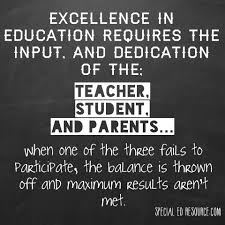 EXCELLENCE IN
EDUCATION REQUIRES THE
INPUT, AND DEDICATION
OF THE:
TEACHER,
STUDENT,
AND PARENTS...
when one of the three fails to
participate, the balance is thrown
off and maximum results aren't
met.
SPECIAL ED RESOURCE.COM